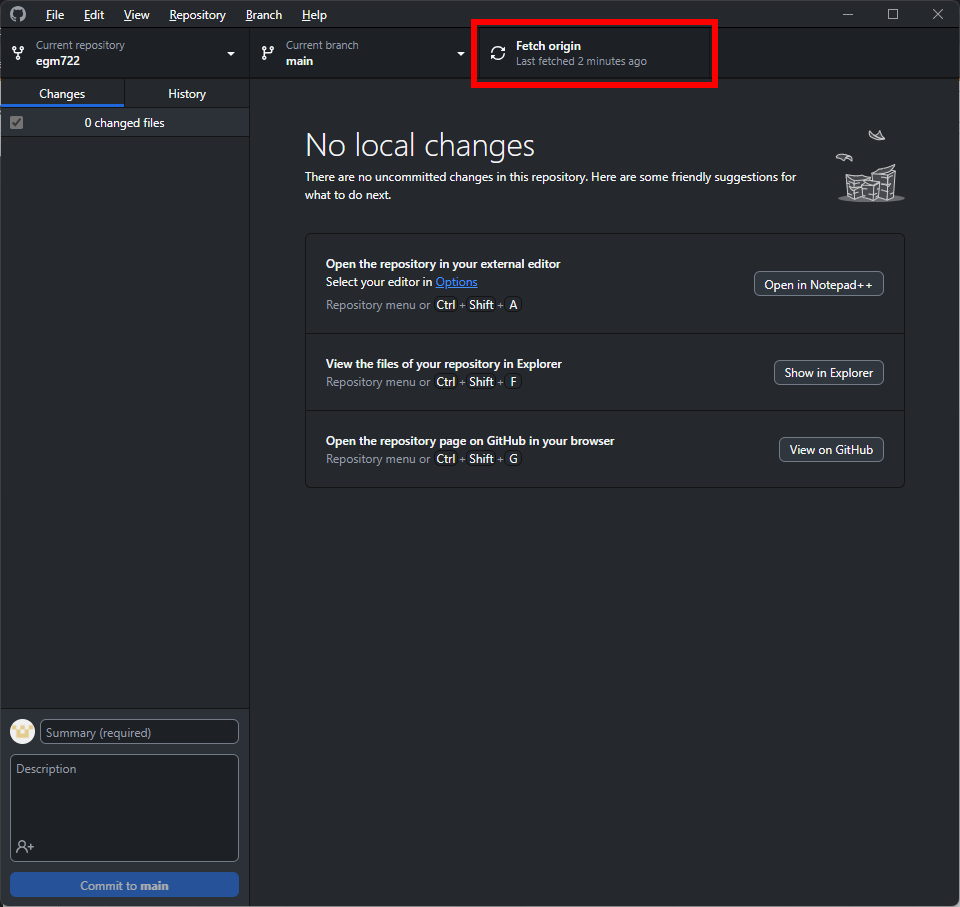 File Edit View Repository Branch Help
Current repository
egm722
Current branch
main
Fetch origin
Last fetched 2 minutes ago
Changes History
0 changed files
No local changes
There are no uncommitted changes in this repository. Here are some friendly suggestions for
what to do next.
Open the repository in your external editor
Select your editor in Options
Repository menu or Ctrl + Shift + A
Open in Notepad++
View the files of your repository in Explorer
Repository menu or Ctrl + Shift + F
Show in Explorer
Open the repository page on GitHub in your browser
Repository menu or Ctrl + Shift + G
View on GitHub
Summary (required)
Description
Commit to main